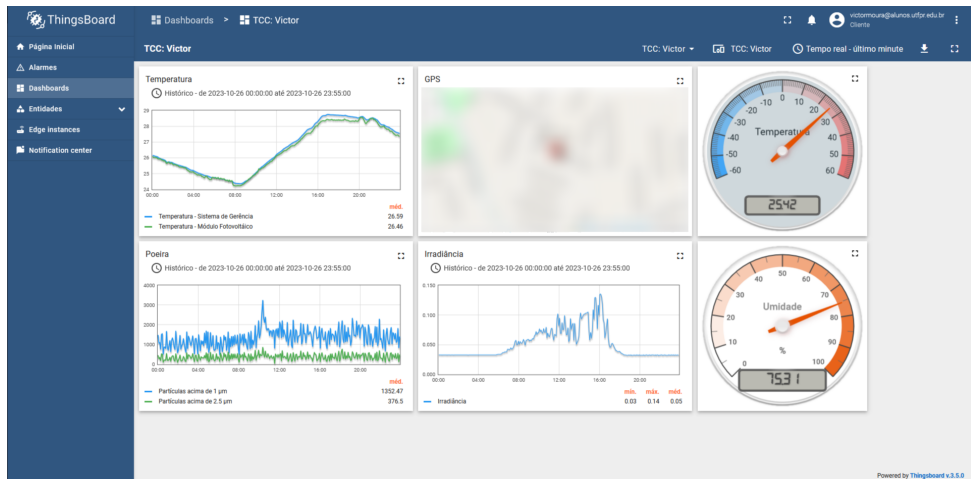 ThingsBoard
Dashboards > TCC: Victor
victormoura@alunos.utfpr.edu.br
Cliente
Página Inicial
Alarmes
Dashboards
Entidades
Edge instances
Notification center
TCC: Victor
TCC: Victor
TCC: Victor
Tempo real - último minute
Temperatura
Histórico - de 2023-10-26 00:00:00 até 2023-10-26 23:55:00
29
28
27
26
25
24
00:00 04:00 08:00 12:00 16:00 20:00
méd.
Temperatura - Sistema de Gerência 26.59
Temperatura - Módulo Fotovoltáico 26.46
GPS
-60 -50 -40 -30 -20 -10 0 10 20 30 40 50 60
Temperatura
25.42
Poeira
Histórico - de 2023-10-26 00:00:00 até 2023-10-26 23:55:00
4000
3000
2000
1000
0
00:00 04:00 08:00 12:00 16:00 20:00
méd.
Partículas acima de 1 μm 1352.47
Partículas acima de 2.5 μm 376.5
Irradiância
Histórico - de 2023-10-26 00:00:00 até 2023-10-26 23:55:00
0.150
0.100
0.050
0.000
00:00 04:00 08:00 12:00 16:00 20:00
mín. máx. méd.
Irradiância 0.03 0.14 0.05
0 10 20 30 40 50 60 70 80 90 100
Umidade
%
75.31
Powered by Thingsboard v.3.5.0